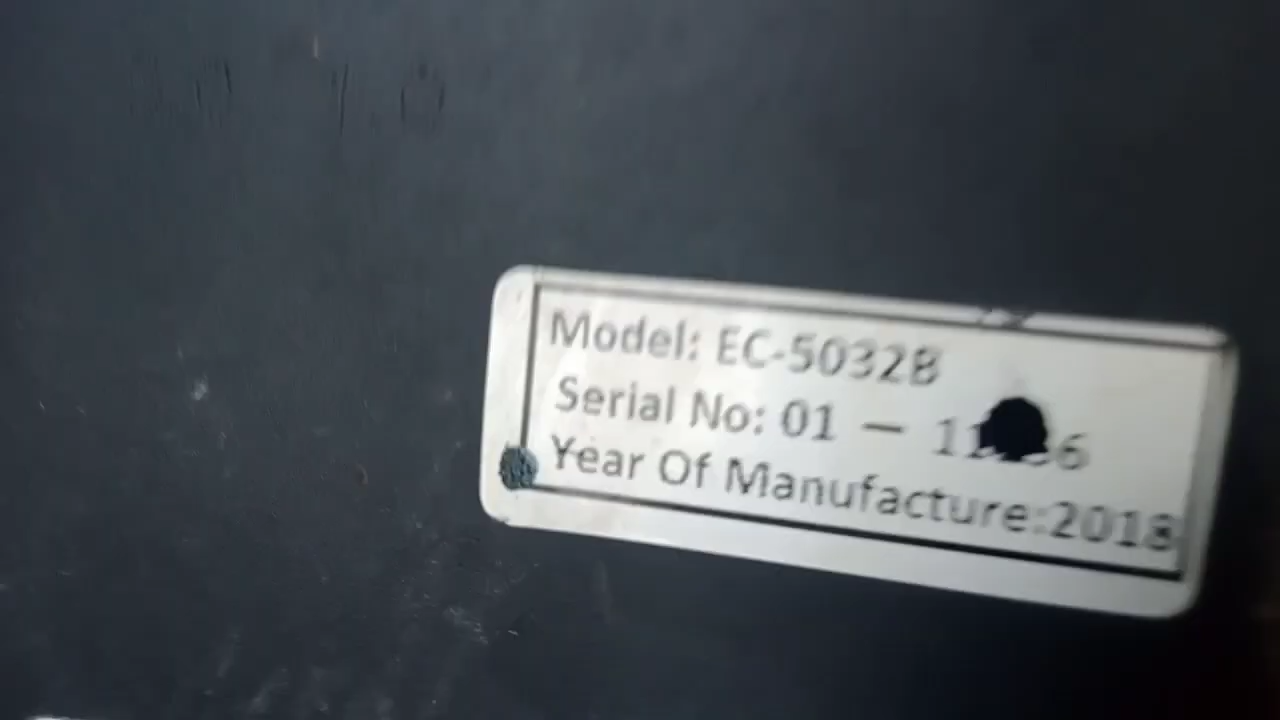 Model: EC-5032B
Serial No: 01 —
Year Of Manufacture:2018